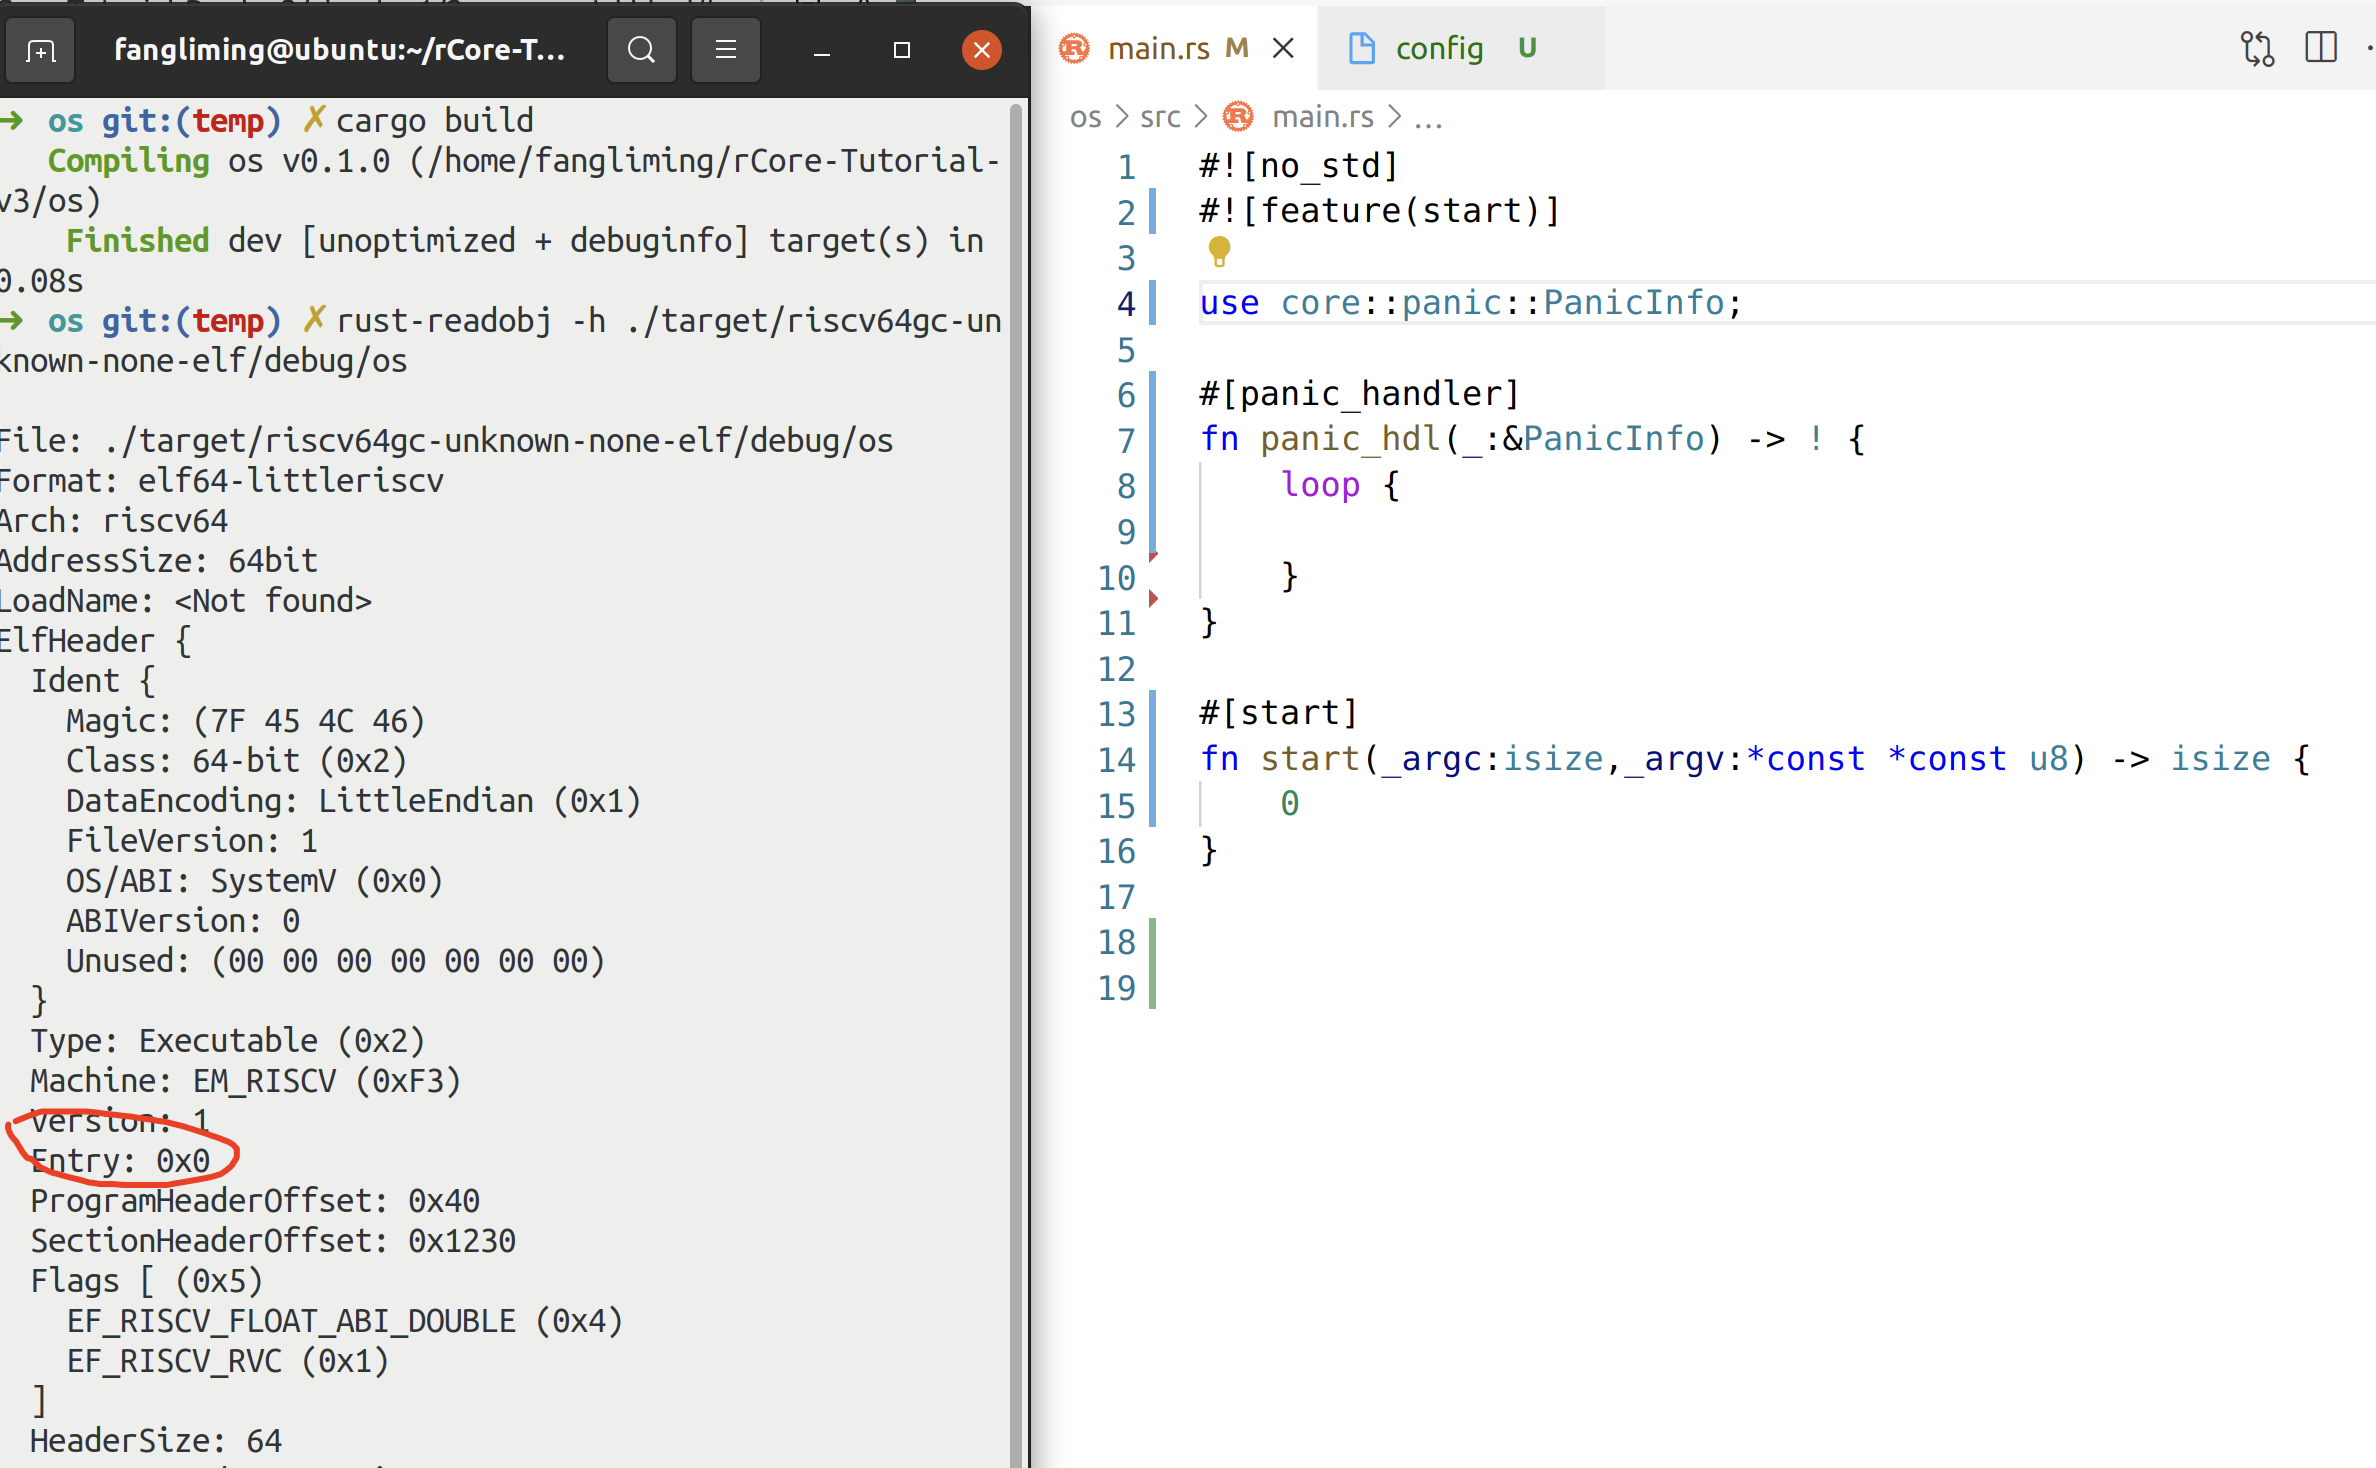 fangliming@ubuntu:~/rCore-T...
→ os git:(temp) ✗ cargo build
Compiling os v0.1.0 (/home/fangliming/rCore-Tutorial-
v3/os)
Finished dev [unoptimized + debuginfo] target(s) in
0.08s
→ os git:(temp) ✗ rust-readobj -h ./target/riscv64gc-un
known-none-elf/debug/os
File: ./target/riscv64gc-unknown-none-elf/debug/os
Format: elf64-littleriscv
Arch: riscv64
AddressSize: 64bit
LoadName: <Not found>
ElfHeader {
Ident {
Magic: (7F 45 4C 46)
Class: 64-bit (0x2)
DataEncoding: LittleEndian (0x1)
FileVersion: 1
OS/ABI: SystemV (0x0)
ABIVersion: 0
Unused: (00 00 00 00 00 00 00)
}
Type: Executable (0x2)
Machine: EM_RISCV (0xF3)
Version: 1
Entry: 0x0
ProgramHeaderOffset: 0x40
SectionHeaderOffset: 0x1230
Flags [ (0x5)
EF_RISCV_FLOAT_ABI_DOUBLE (0x4)
EF_RISCV_RVC (0x1)
]
HeaderSize: 64
main.rs M
config U
os > src > main.rs > ...
1 #![no_std]
2 #![feature(start)]
3
4 use core::panic::PanicInfo;
5
6 #[panic_handler]
7 fn panic_hdl(_:&PanicInfo) -> ! {
8 loop {
9
10 }
11 }
12
13 #[start]
14 fn start(_argc:isize,_argv:*const *const u8) -> isize {
15 0
16 }
17
18
19